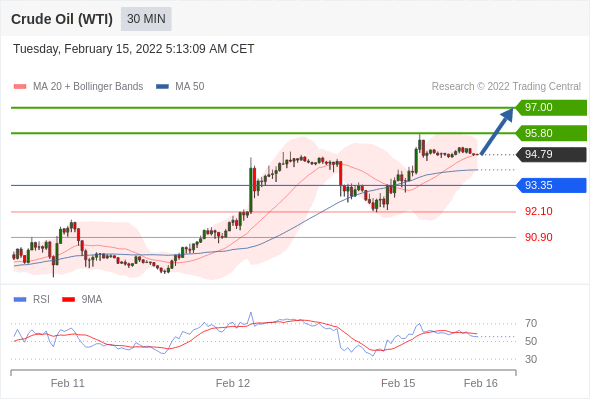 Crude Oil (WTI) 30 MIN
Tuesday, February 15, 2022 5:13:09 AM CET
MA 20 + Bollinger Bands MA 50 Research © 2022 Trading Central
97.00
95.80
94.79
93.35
92.10
90.90
RSI 9MA
70
50
30
Feb 11 Feb 12 Feb 15 Feb 16